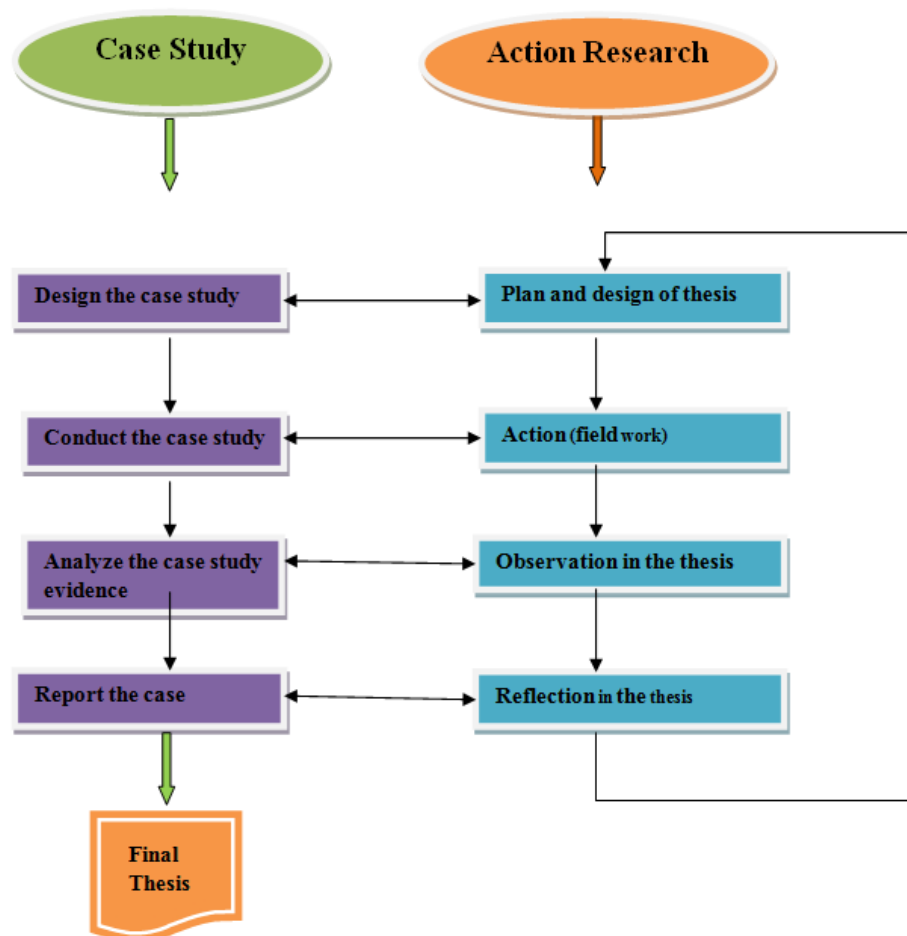 Case Study
Action Research
Design the case study
Plan and design of thesis
Conduct the case study
Action (field work)
Analyze the case study
evidence
Observation in the thesis
Report the case
Reflection in the thesis
Final
Thesis